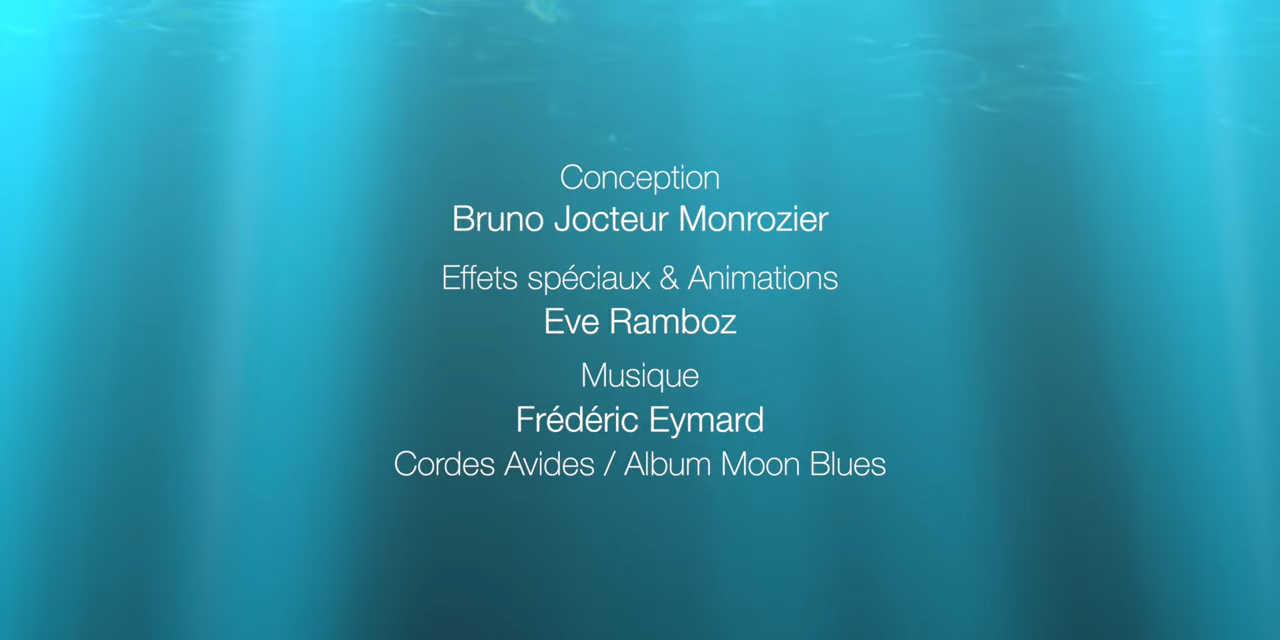 Conception
Bruno Jocteur Monrozier
Effets spéciaux & Animations
Eve Ramboz
Musique
Frédéric Eymard
Cordes Avides / Album Moon Blues